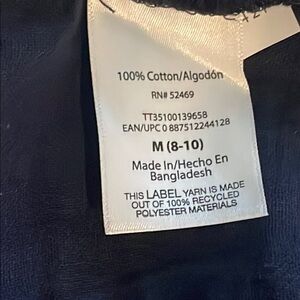 100% Cotton/Algodón
RN# 52469
TT35100139658
EAN/UPC 0 887512244128
M (8-10)
Made In/Hecho En
Bangladesh
THIS LABEL YARN IS MADE
OUT OF 100% RECYCLED
POLYESTER MATERIALS